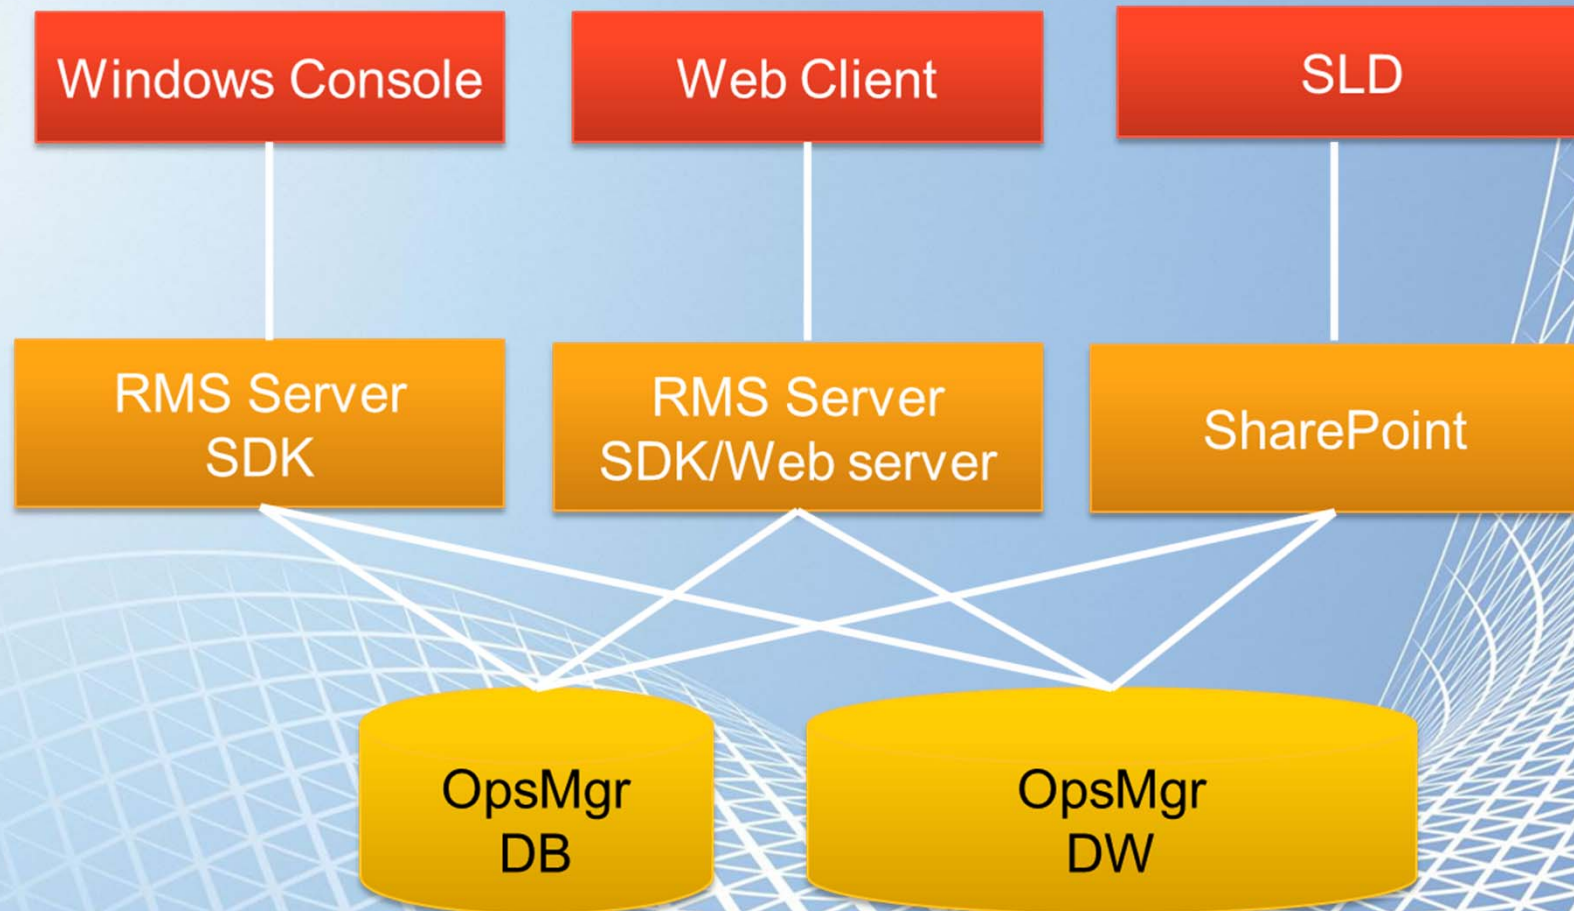 Windows Console
Web Client
SLD
RMS Server
SDK
RMS Server
SDK/Web server
SharePoint
OpsMgr
DB
OpsMgr
DW